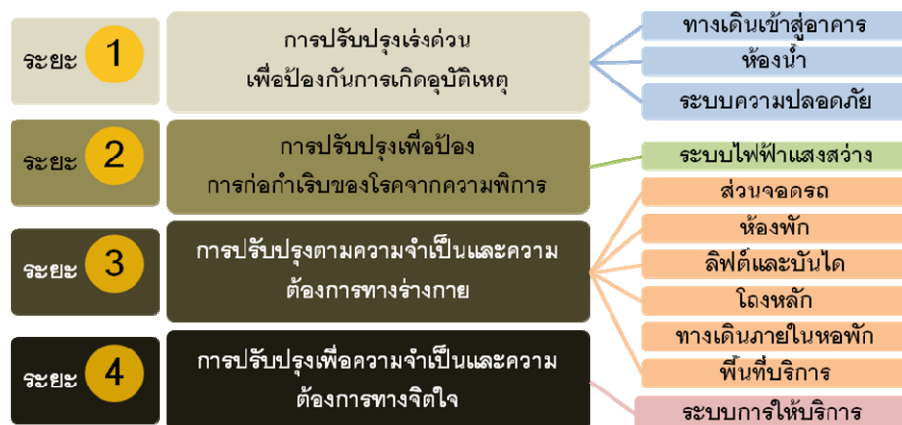 ระยะ 1
การปรับปรุงเร่งด่วน
เพื่อป้องกันการเกิดอุบัติเหตุ
ทางเดินเข้าสู่อาคาร
ห้องน้ำ
ระบบความปลอดภัย
ระยะ 2
การปรับปรุงเพื่อป้อง
การก่อกำเริบของโรคจากความพิการ
ระบบไฟฟ้าแสงสว่าง
ระยะ 3
การปรับปรุงตามความจำเป็นและความ
ต้องการทางร่างกาย
ส่วนจอดรถ
ห้องพัก
ลิฟต์และบันได
โถงหลัก
ทางเดินภายในหอพัก
พื้นที่บริการ
ระยะ 4
การปรับปรุงเพื่อความจำเป็นและความ
ต้องการทางจิตใจ
ระบบการให้บริการ